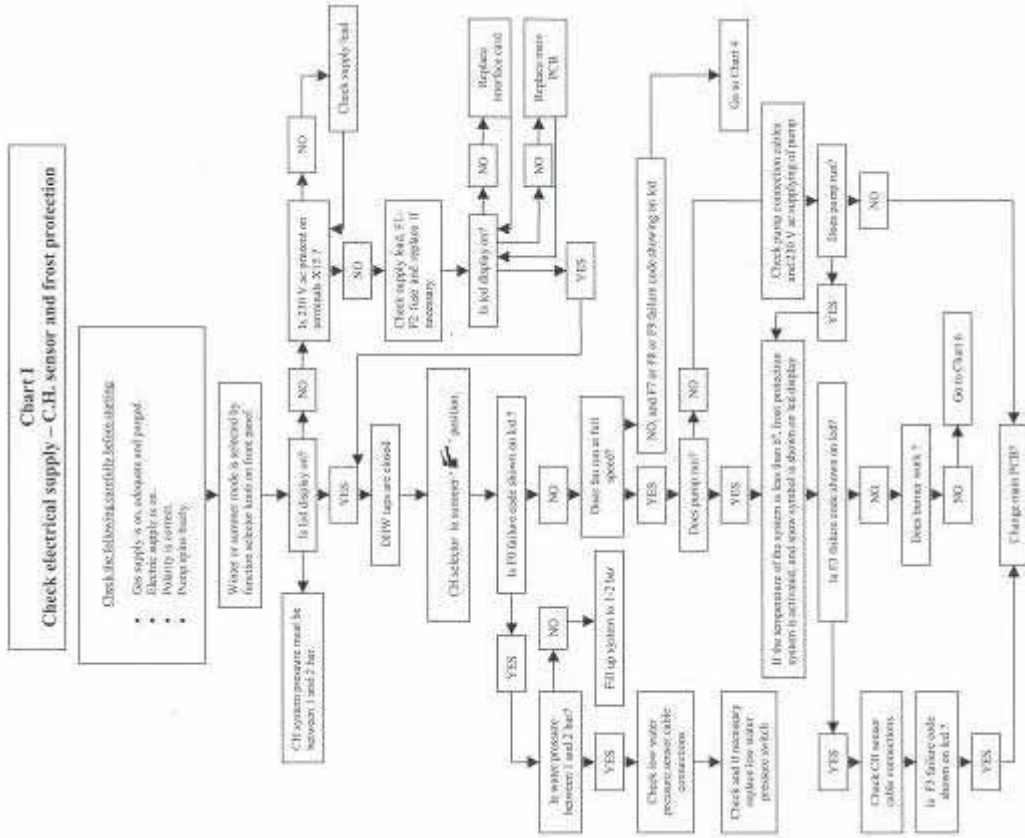 Chart 1
Check electrical supply – C.H. sensor and frost protection
Check the following carefully before starting
• Gas supply is on, adequate and purged.
• Electric supply is on.
• Polarity is correct.
• Pump spins freely.
Winter or summer mode is selected by
function selector knob on front panel.
CH system pressure must be
between 1 and 2 bar.
Is lcd display on?
NO
Is 230 V ac present on
terminals X12 ?
NO
Check supply lead
YES
NO
DHW taps are closed
Check supply lead, F1,
F2 fuse and replace if
necessary.
CH selector in summer " " position.
Is lcd display on?
NO
Replace
interface card
NO
Replace main
PCB
YES
Is F0 failure code shown on lcd ?
YES
NO
Is water pressure
between 1 and 2 bar?
NO
Fill up system to 1-2 bar
YES
Check low water
pressure sensor cable
connections
Check and if necessary
replace low water
pressure switch
Does fan run at full
speed?
YES
NO, and F7 or F8 or F9 failure code showing on lcd
Go to Chart 4
Does pump run?
NO
YES
Check pump connection cables
and 230 V ac supplying of pump
Does pump run?
YES
NO
If the temperature of the system is less than 6°, frost protection
system is activated, and snow symbol is shown on lcd display
Is F3 failure code shown on lcd?
YES
NO
Check CH sensor
cable connections
Is F3 failure code
shown on lcd ?
YES
Does burner work ?
NO
Go to Chart 6
Change main PCB?